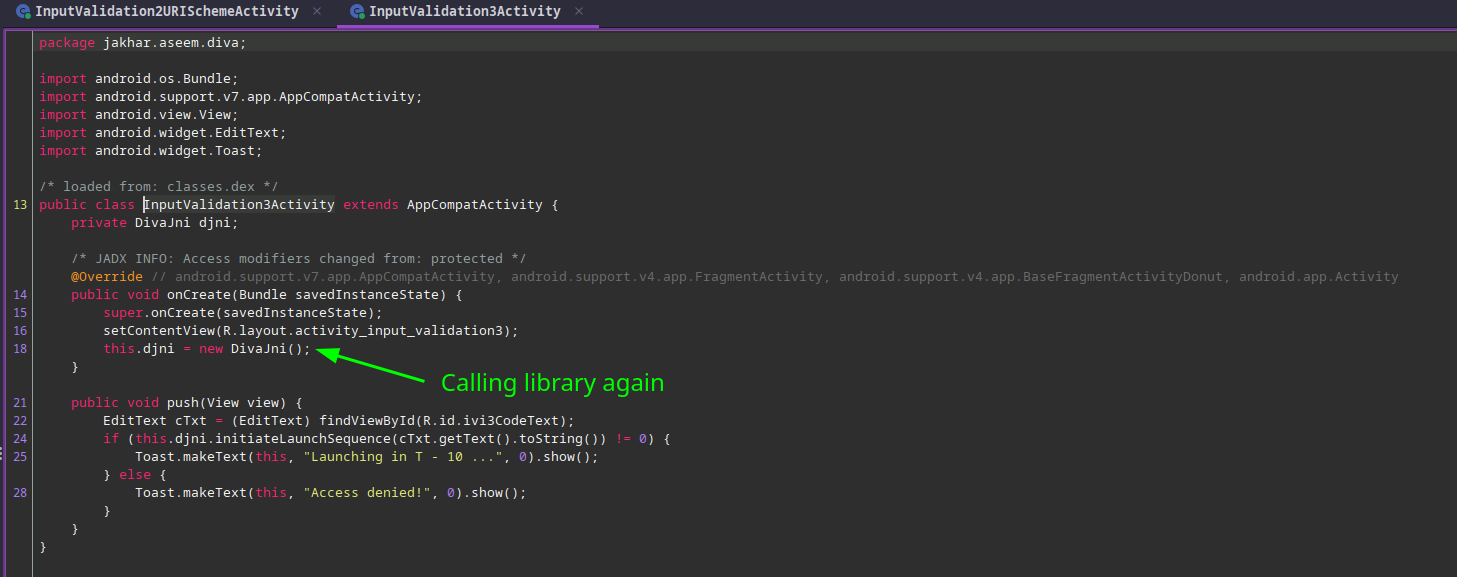 InputValidation2URISchemeActivity × InputValidation3Activity ×
package jakhar.aseem.diva;
import android.os.Bundle;
import android.support.v7.app.AppCompatActivity;
import android.view.View;
import android.widget.EditText;
import android.widget.Toast;
/* loaded from: classes.dex */
13 public class InputValidation3Activity extends AppCompatActivity {
private DivaJni djni;
/* JADX INFO: Access modifiers changed from: protected */
@Override // android.support.v7.app.AppCompatActivity, android.support.v4.app.FragmentActivity, android.support.v4.app.BaseFragmentActivityDonut, android.app.Activity
14 public void onCreate(Bundle savedInstanceState) {
15 super.onCreate(savedInstanceState);
16 setContentView(R.layout.activity_input_validation3);
18 this.djni = new DivaJni();
}
Calling library again
21 public void push(View view) {
22 EditText cTxt = (EditText) findViewById(R.id.ivi3CodeText);
24 if (this.djni.initiateLaunchSequence(cTxt.getText().toString()) != 0) {
25 Toast.makeText(this, "Launching in T - 10 ...", 0).show();
} else {
28 Toast.makeText(this, "Access denied!", 0).show();
}
}
}